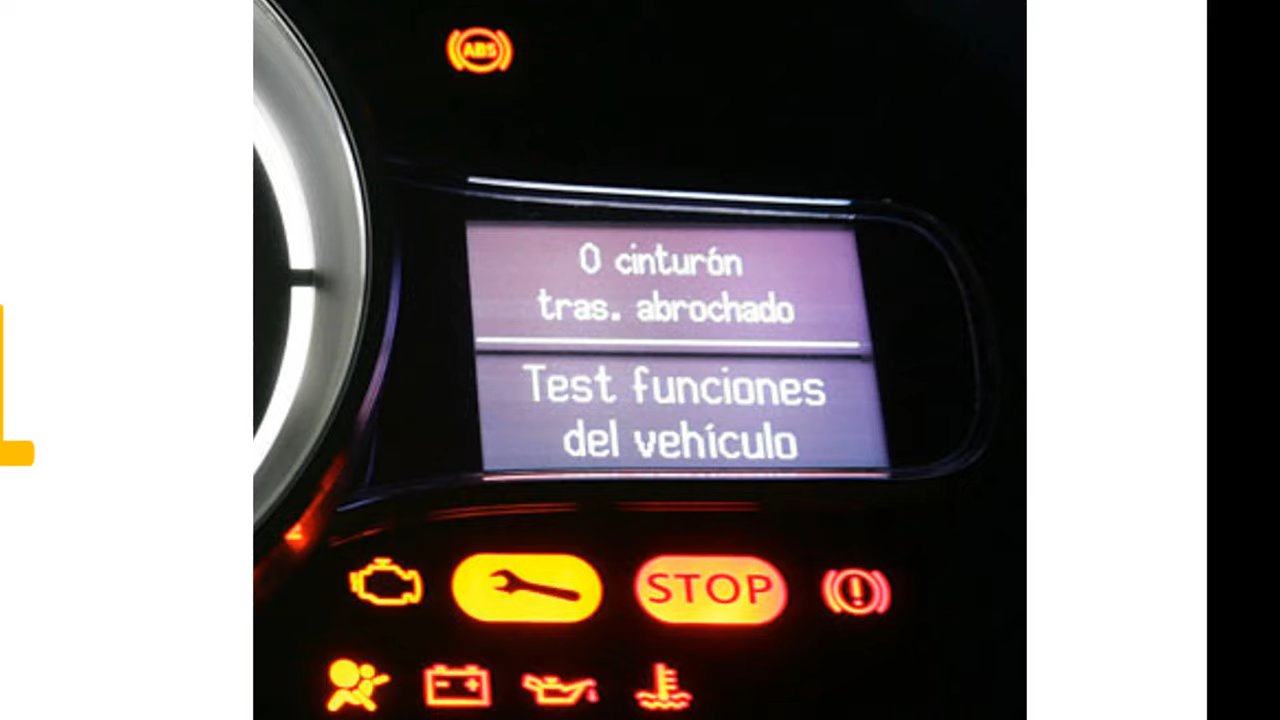 ABS
0 cinturón
tras. abrochado
Test funciones
del vehículo
STOP